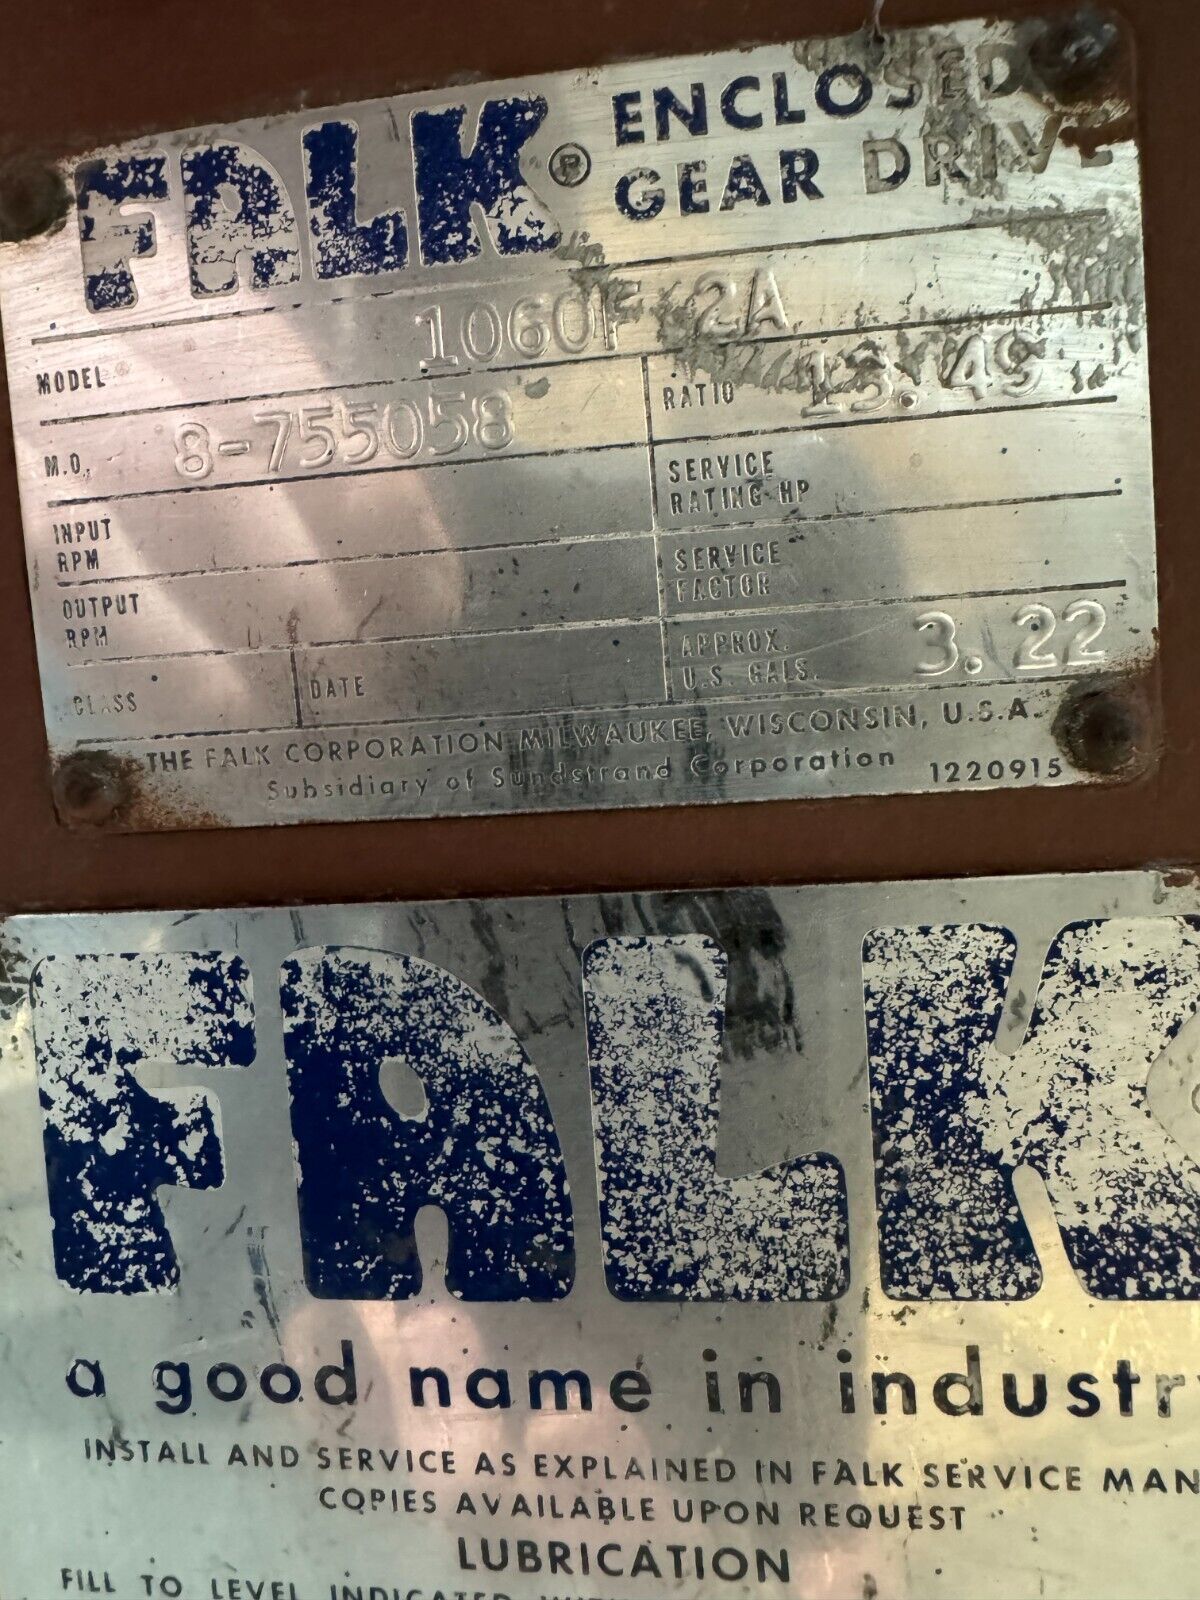 FALK® ENCLOSED
GEAR DRIVE
MODEL 1060F 2A
M.O. 8-755058 RATIO 13.49
INPUT RPM SERVICE RATING HP
OUTPUT RPM SERVICE FACTOR
CLASS DATE APPROX. U.S. GALS. 3.22
THE FALK CORPORATION MILWAUKEE, WISCONSIN, U.S.A.
Subsidiary of Sundstrand Corporation 1220915
FALK
a good name in industry
INSTALL AND SERVICE AS EXPLAINED IN FALK SERVICE MAN
COPIES AVAILABLE UPON REQUEST
LUBRICATION
FILL TO LEVEL INDICATED